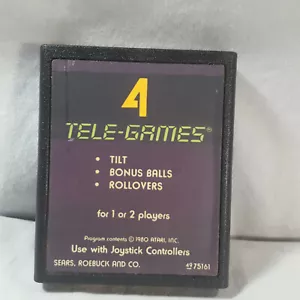 4
TELE-GAMES®
• TILT
• BONUS BALLS
• ROLLOVERS
for 1 or 2 players
Program contents © 1980 ATARI, INC.
Use with Joystick Controllers
SEARS, ROEBUCK AND CO. 49 75161